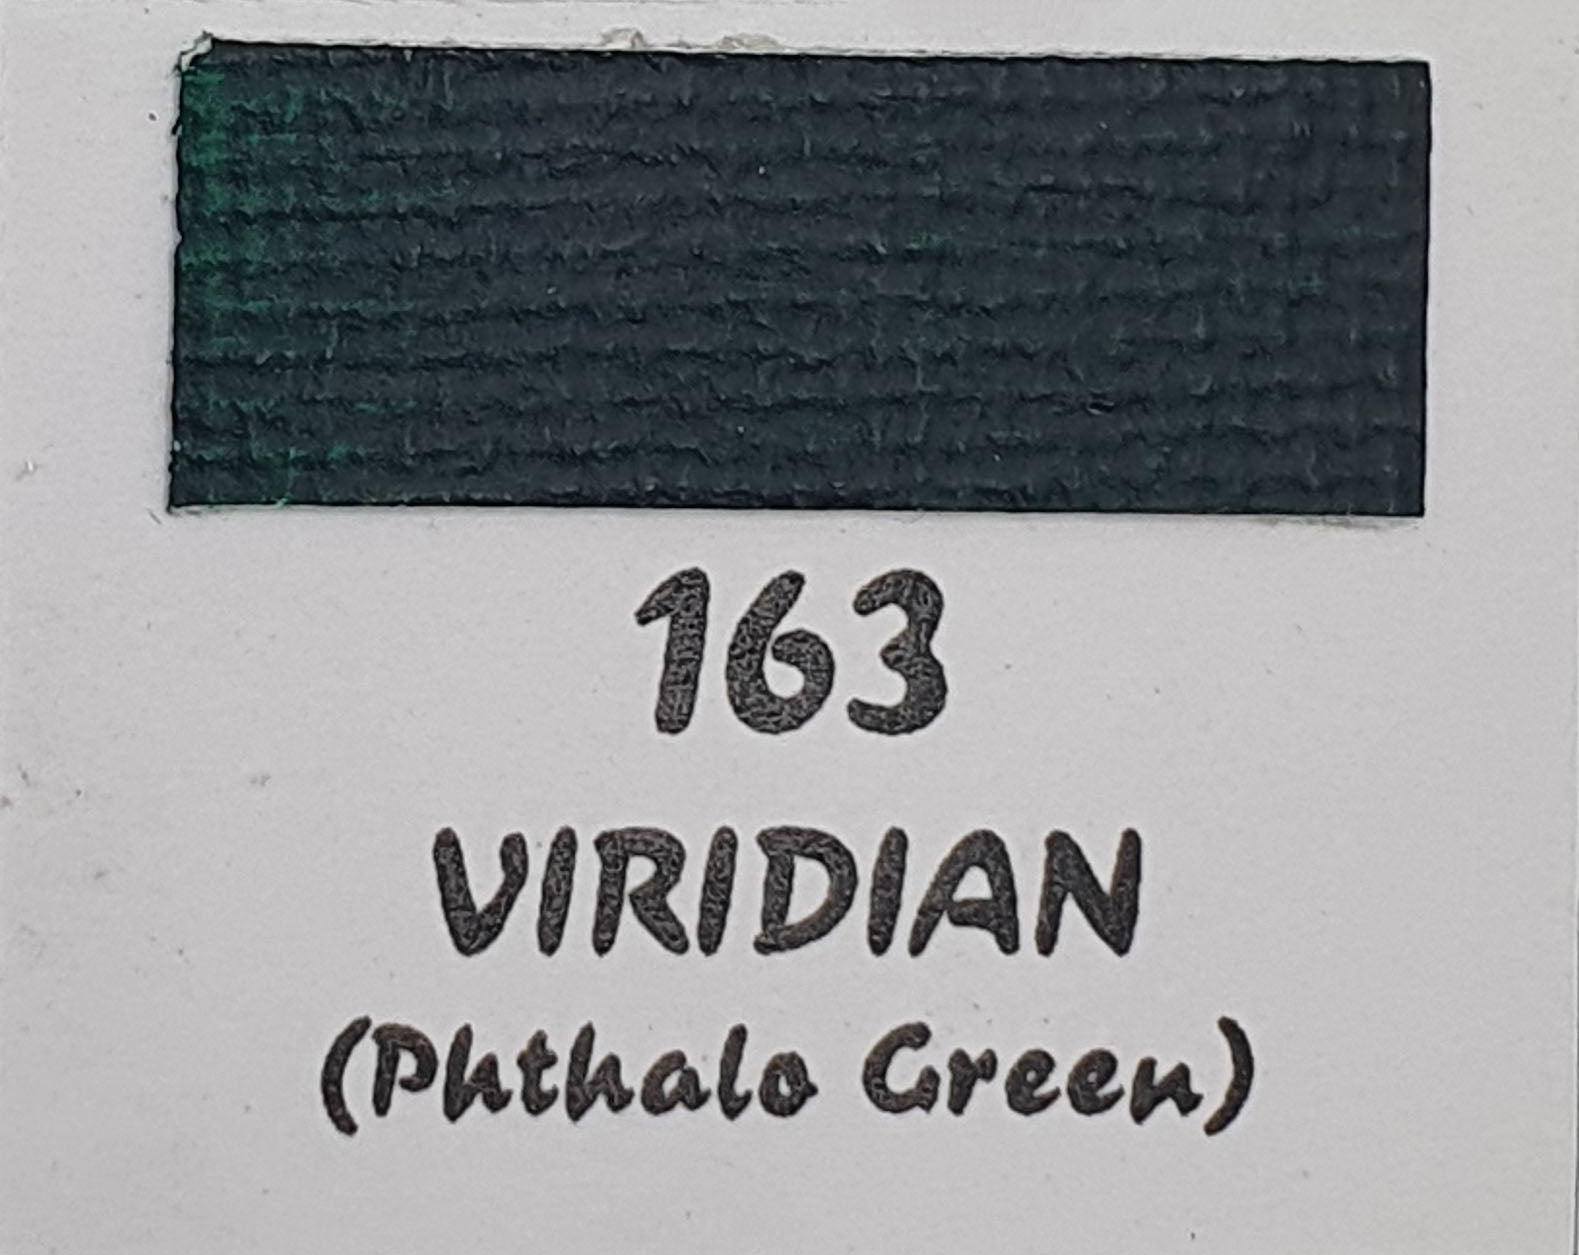 163
VIRIDIAN
(Phthalo Green)